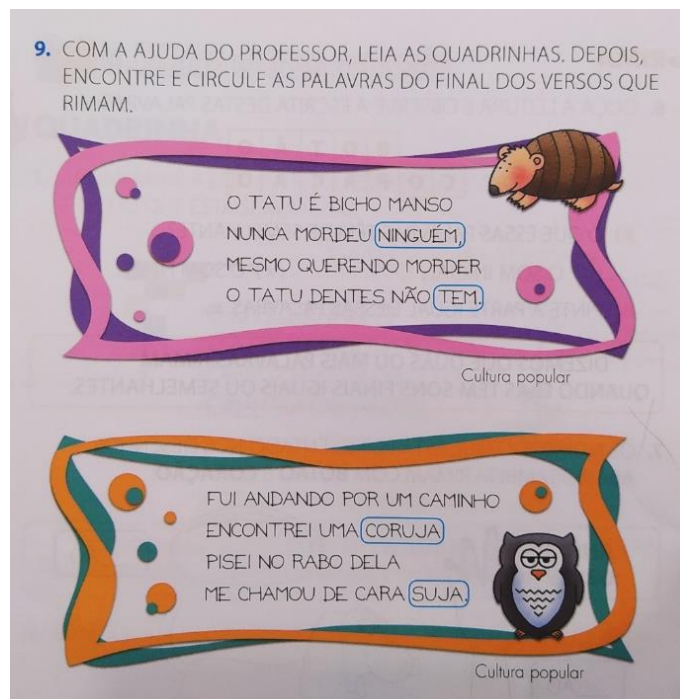 9. COM A AJUDA DO PROFESSOR, LEIA AS QUADRINHAS. DEPOIS,
ENCONTRE E CIRCULE AS PALAVRAS DO FINAL DOS VERSOS QUE
RIMAM.
O TATU É BICHO MANSO
NUNCA MORDEU NINGUÉM,
MESMO QUERENDO MORDER
O TATU DENTES NÃO TEM.
Cultura popular
FUI ANDANDO POR UM CAMINHO
ENCONTREI UMA CORUJA
PISEI NO RABO DELA
ME CHAMOU DE CARA SUJA.
Cultura popular